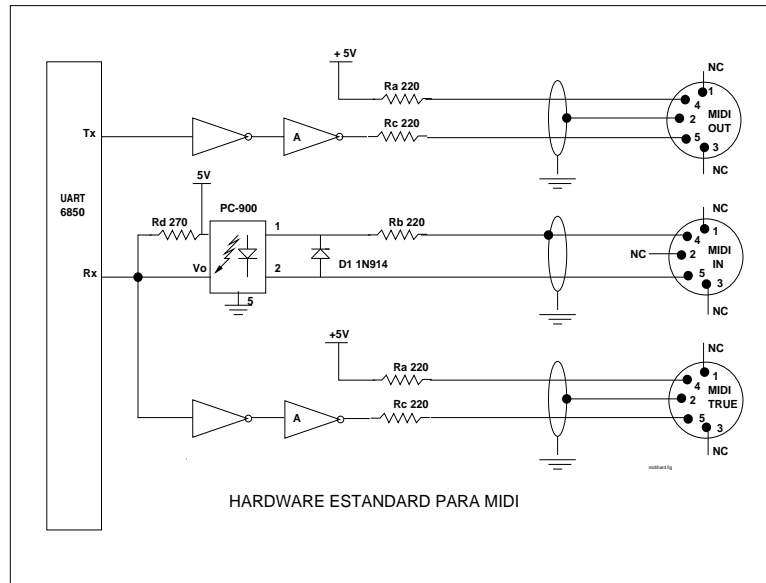 + 5V
NC
Ra 220
1
4
MIDI
2
OUT
Tx
A
Rc 220
5
3
NC
UART
6850
5V
PC-900
NC
Rd 270
1
Rb 220
1
4
MIDI
NC
2
IN
Vo
2
D1 1N914
5
Rx
3
5
NC
+5V
NC
Ra 220
1
4
MIDI
2
TRUE
A
Rc 220
5
3
NC
midihard.fig
HARDWARE ESTANDARD PARA MIDI